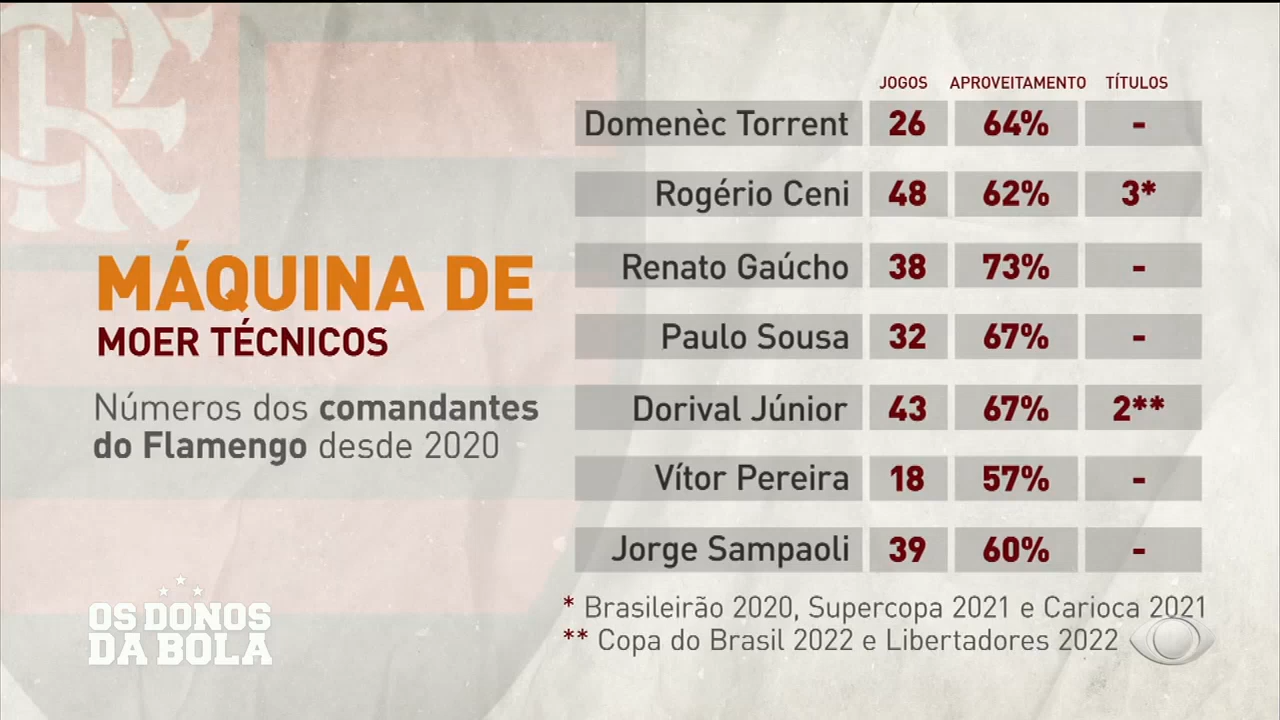 JOGOS APROVEITAMENTO TÍTULOS
Domenèc Torrent 26 64% -
Rogério Ceni 48 62% 3*
Renato Gaúcho 38 73% -
Paulo Sousa 32 67% -
Dorival Júnior 43 67% 2**
Vítor Pereira 18 57% -
Jorge Sampaoli 39 60% -
* Brasileirão 2020, Supercopa 2021 e Carioca 2021
** Copa do Brasil 2022 e Libertadores 2022
MÁQUINA DE
MOER TÉCNICOS
Números dos comandantes
do Flamengo desde 2020
OS DONOS
DA BOLA